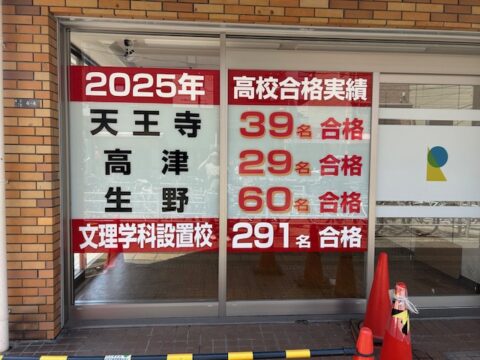 2025年 高校合格実績
天王寺 39名 合格
高津 29名 合格
生野 60名 合格
文理学科設置校 291名 合格